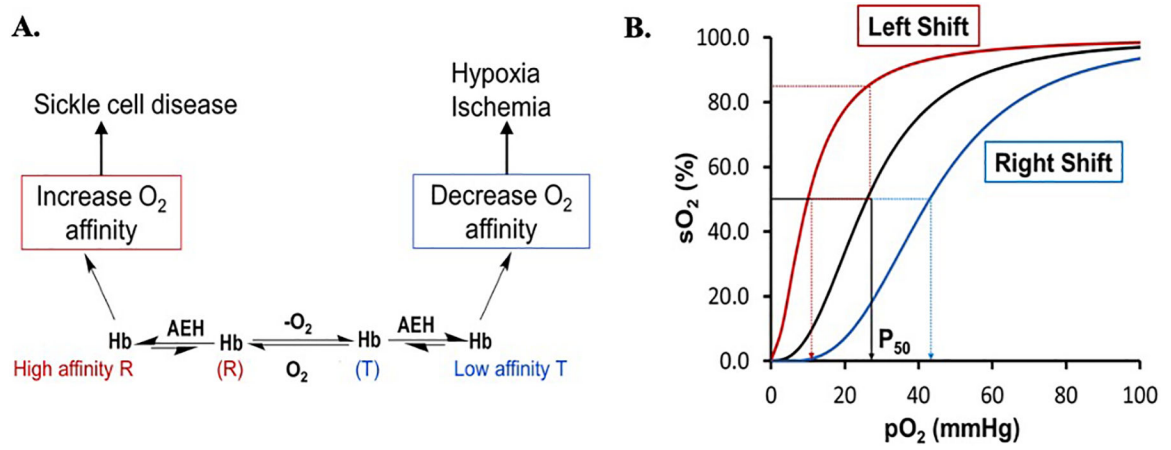 A.
Sickle cell disease
Hypoxia
Ischemia
Increase O₂
affinity
Decrease O₂
affinity
Hb AEH Hb -O₂ Hb AEH Hb
High affinity R (R) O₂ (T) Low affinity T
B.
Left Shift
Right Shift
sO₂ (%)
100.0
80.0
60.0
40.0
20.0
0.0
P₅₀
0 20 40 60 80 100
pO₂ (mmHg)